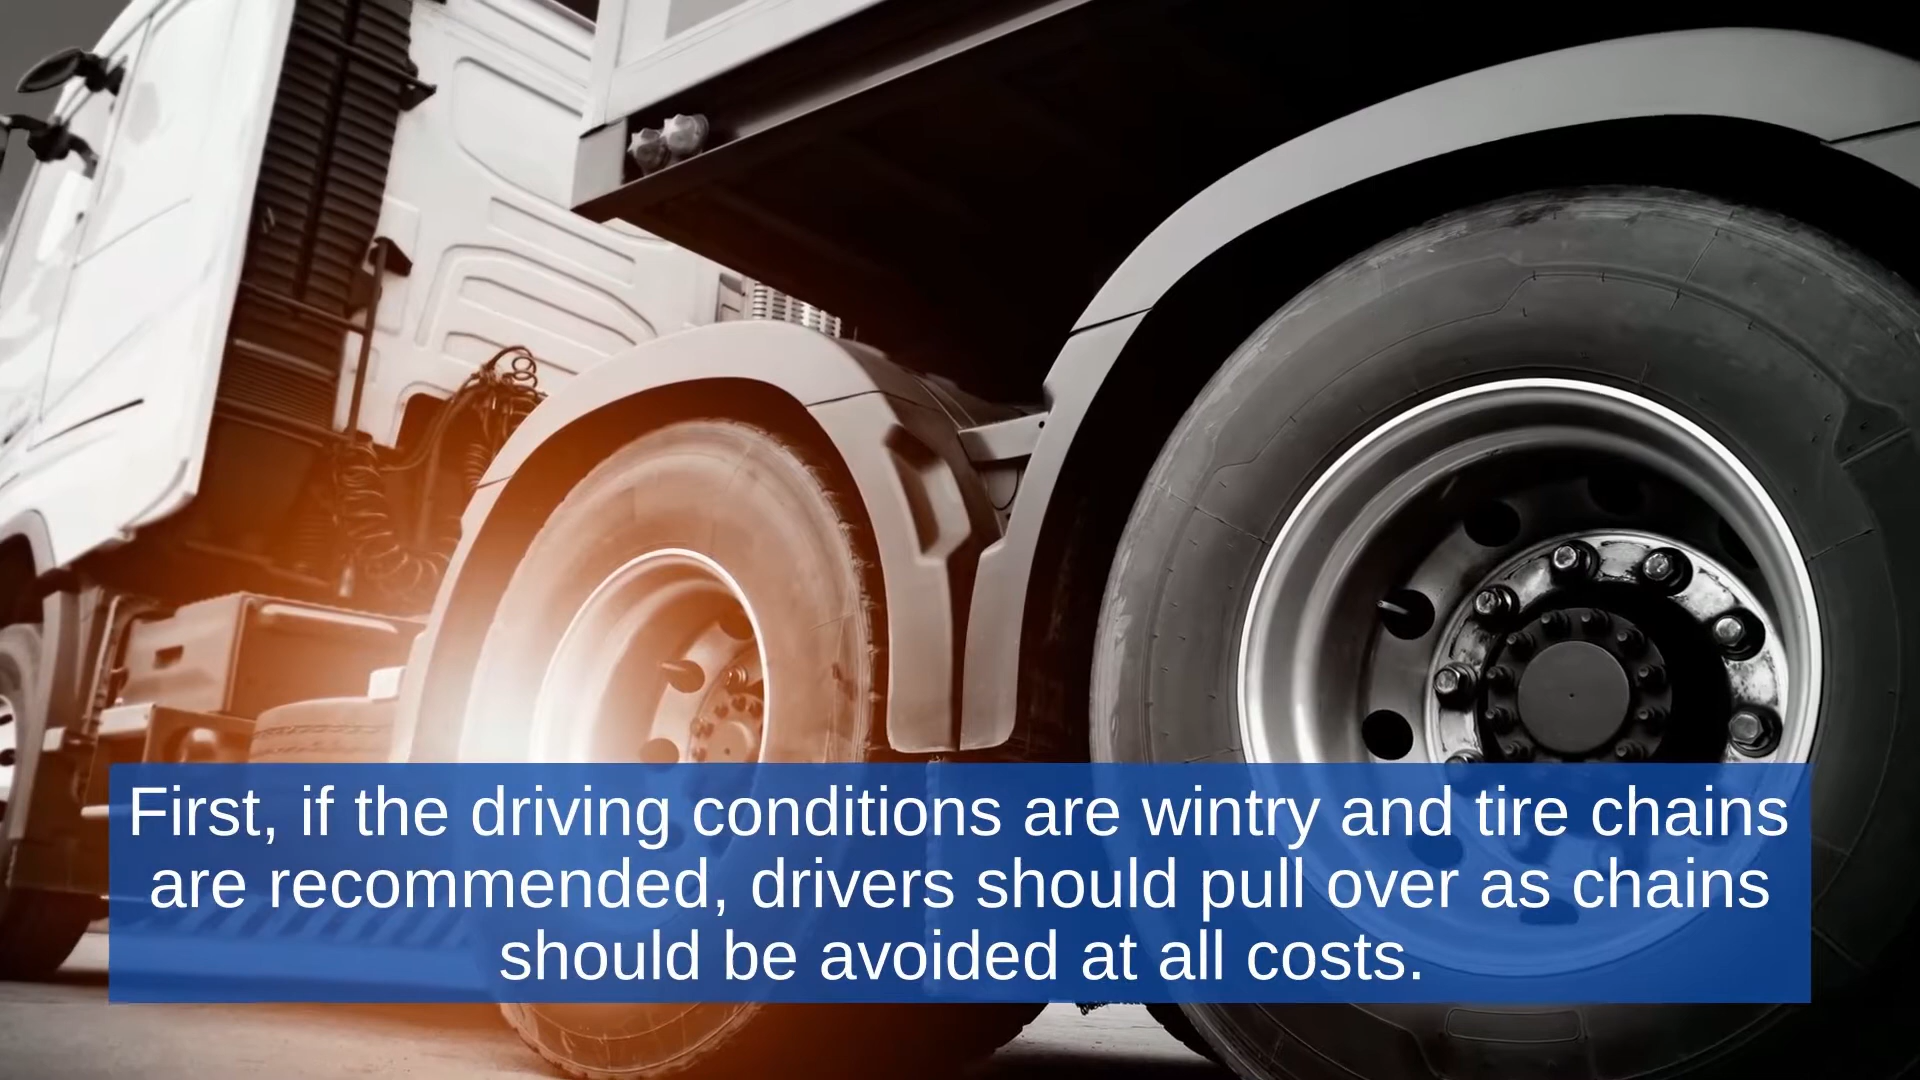 First, if the driving conditions are wintry and tire chains
are recommended, drivers should pull over as chains
should be avoided at all costs.